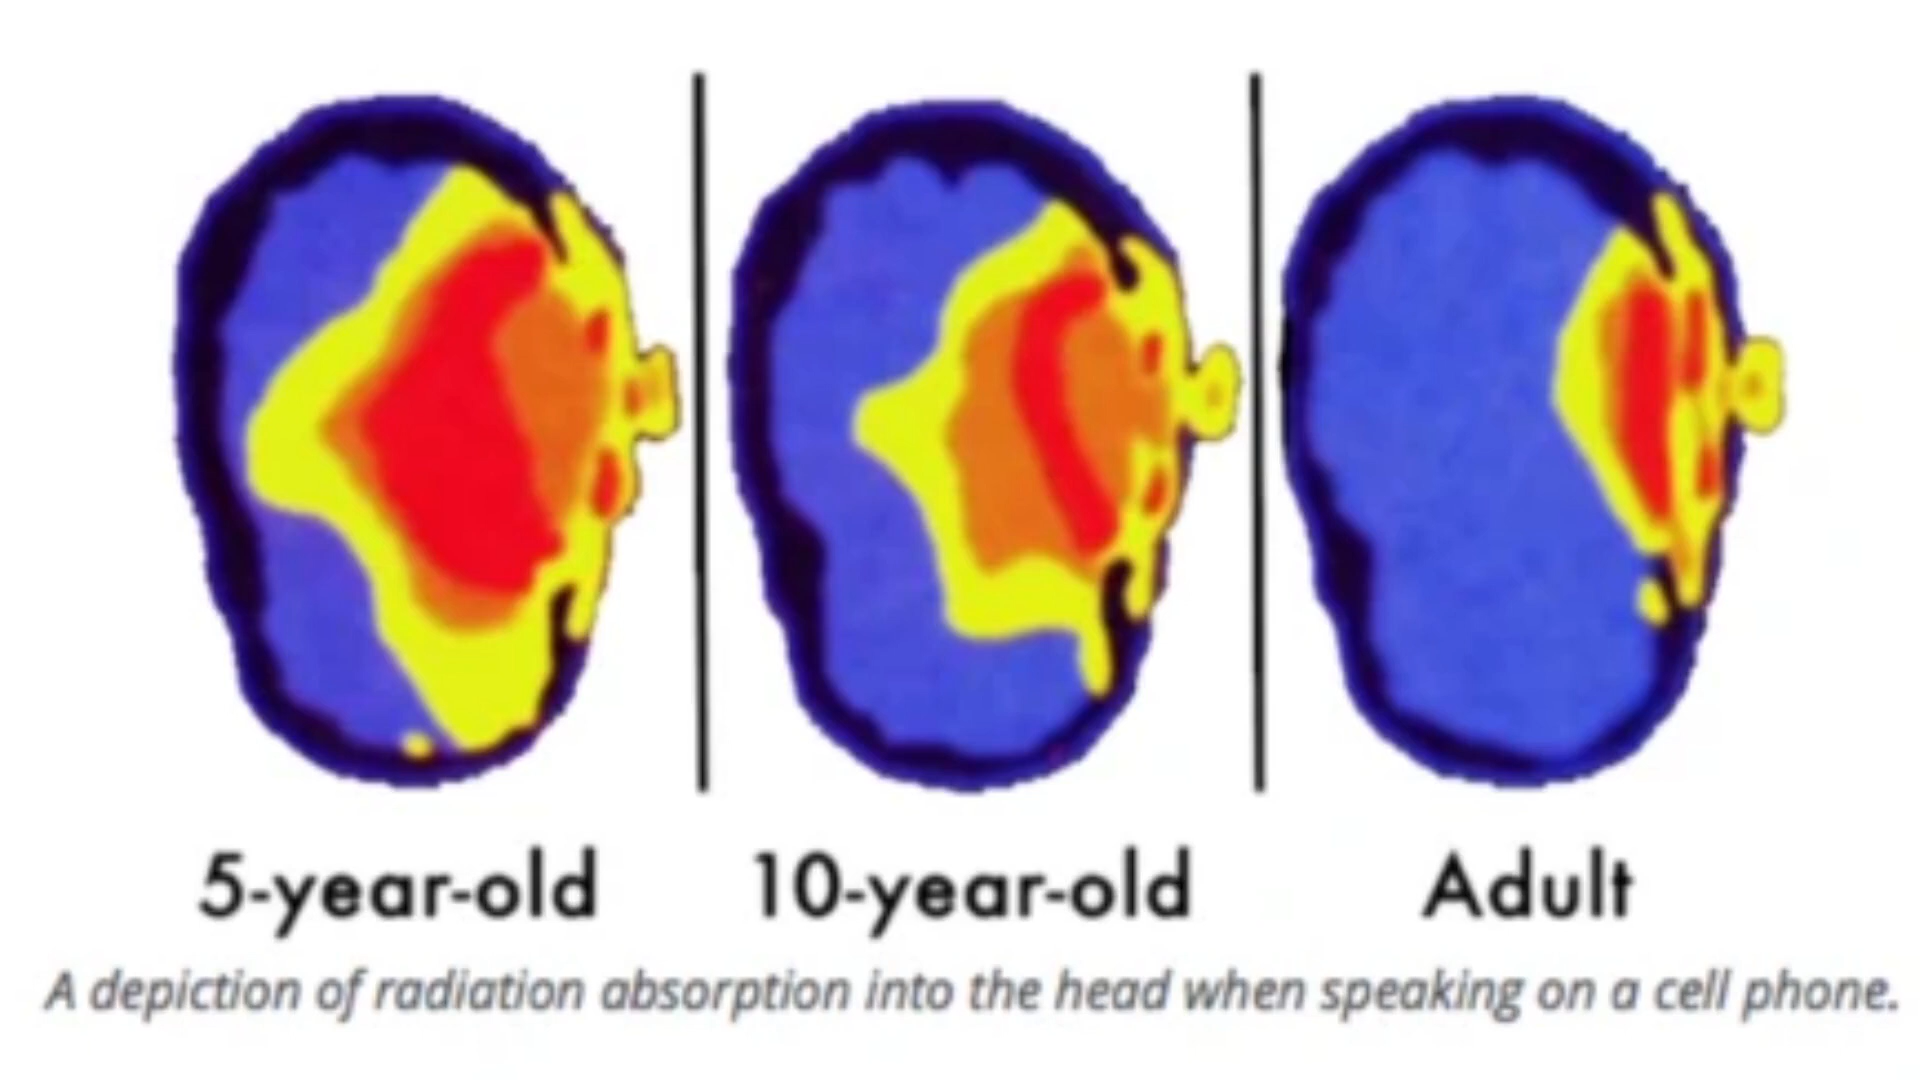 5-year-old 10-year-old Adult
A depiction of radiation absorption into the head when speaking on a cell phone.